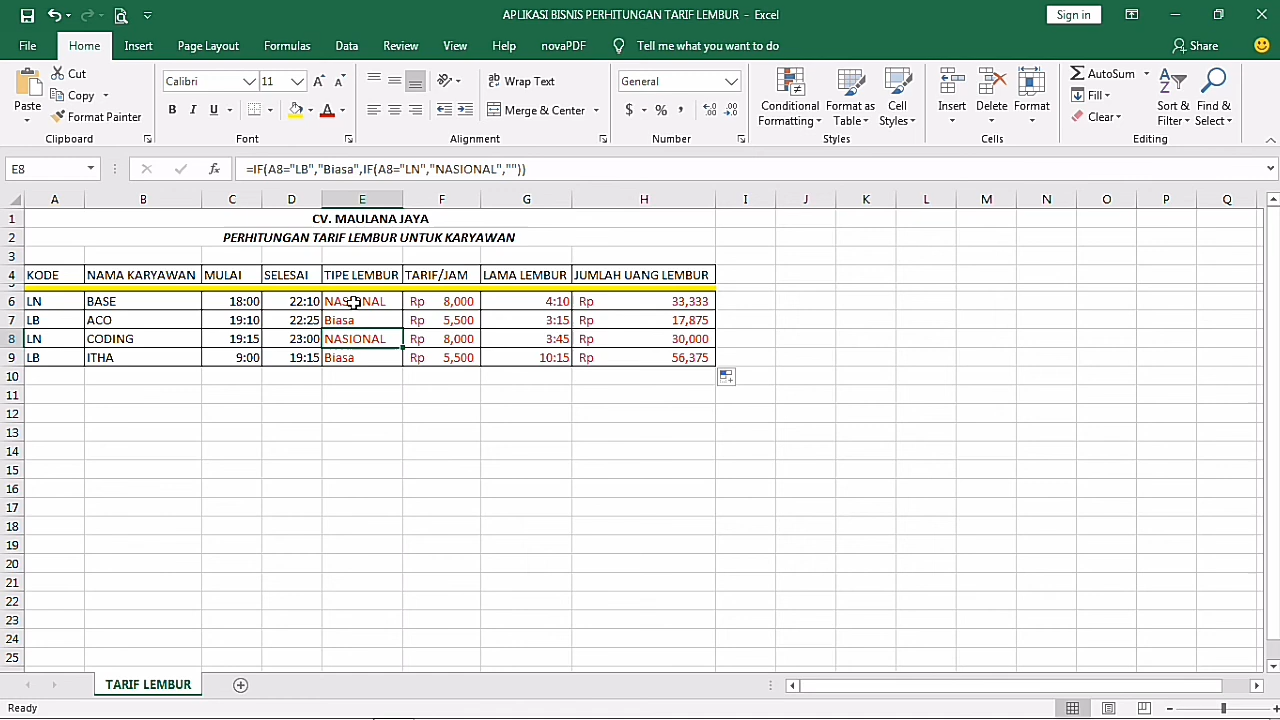 APLIKASI BISNIS PERHITUNGAN TARIF LEMBUR - Excel
Sign in
File Home Insert Page Layout Formulas Data Review View Help novaPDF Tell me what you want to do Share
Paste
Cut
Copy
Format Painter
Clipboard
Calibri 11
B I U A
Font
Wrap Text
Merge & Center
Alignment
General
$ % ,
Number
Conditional Formatting
Format as Table
Cell Styles
Styles
Insert Delete Format
Cells
AutoSum
Fill
Clear
Sort & Filter
Find & Select
Editing
E8 fx =IF(A8="LB","Biasa",IF(A8="LN","NASIONAL",""))
A B C D E F G H I J K L M N O P Q
1 CV. MAULANA JAYA
2 PERHITUNGAN TARIF LEMBUR UNTUK KARYAWAN
3
4 KODE NAMA KARYAWAN MULAI SELESAI TIPE LEMBUR TARIF/JAM LAMA LEMBUR JUMLAH UANG LEMBUR
6 LN BASE 18:00 22:10 NASIONAL Rp 8,000 4:10 Rp 33,333
7 LB ACO 19:10 22:25 Biasa Rp 5,500 3:15 Rp 17,875
8 LN CODING 19:15 23:00 NASIONAL Rp 8,000 3:45 Rp 30,000
9 LB ITHA 9:00 19:15 Biasa Rp 5,500 10:15 Rp 56,375
10
11
12
13
14
15
16
17
18
19
20
21
22
23
24
25
TARIF LEMBUR
Ready